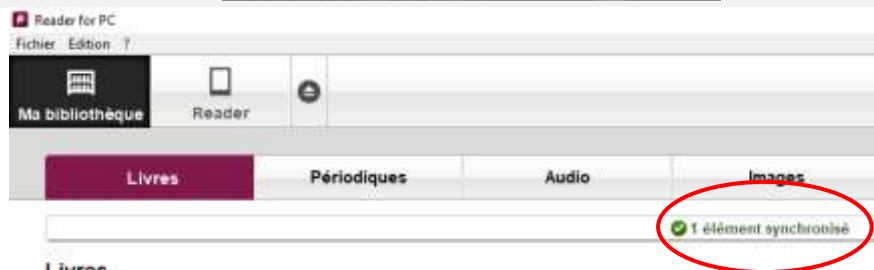 Reader for PC
Fichier Edition ?
Ma bibliothèque Reader
Livres Périodiques Audio Images
1 élément synchronisé
Livres